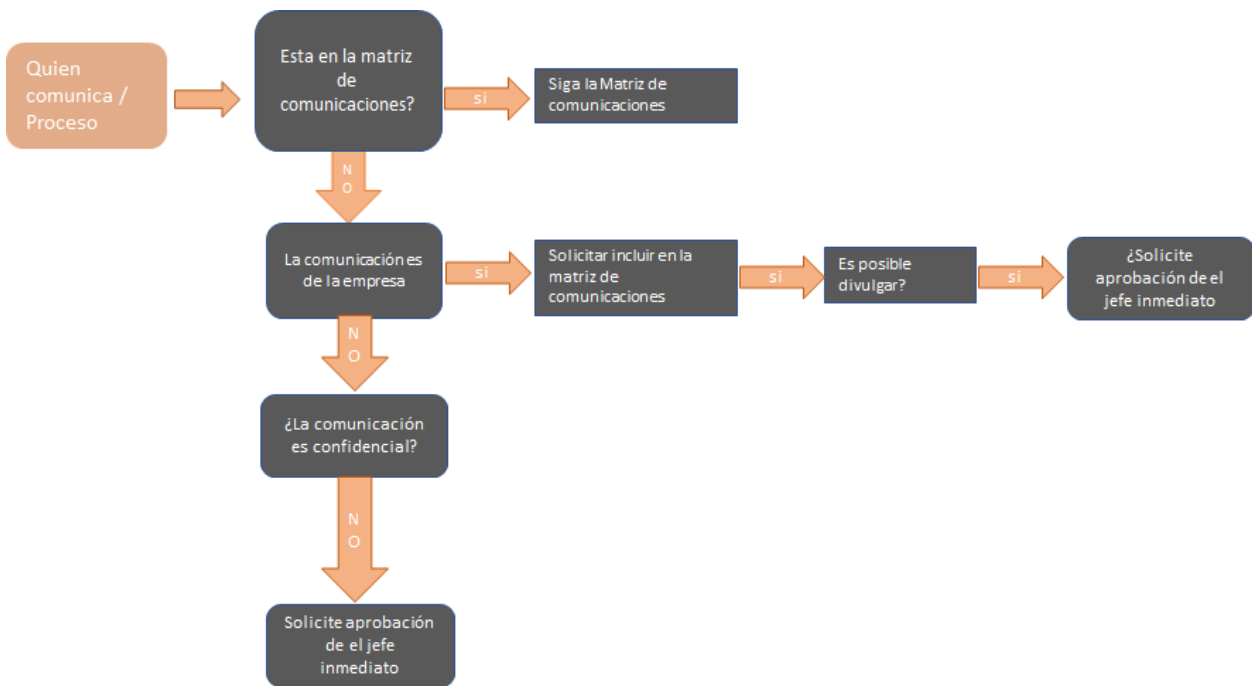 Quien
comunica /
Proceso
Esta en la matriz
de
comunicaciones?
si
Siga la Matriz de
comunicaciones
N
O
La comunicación es
de la empresa
si
Solicitar incluir en la
matriz de
comunicaciones
si
Es posible
divulgar?
si
¿Solicite
aprobación de el
jefe inmediato
N
O
¿La comunicación
es confidencial?
N
O
Solicite aprobación
de el jefe
inmediato